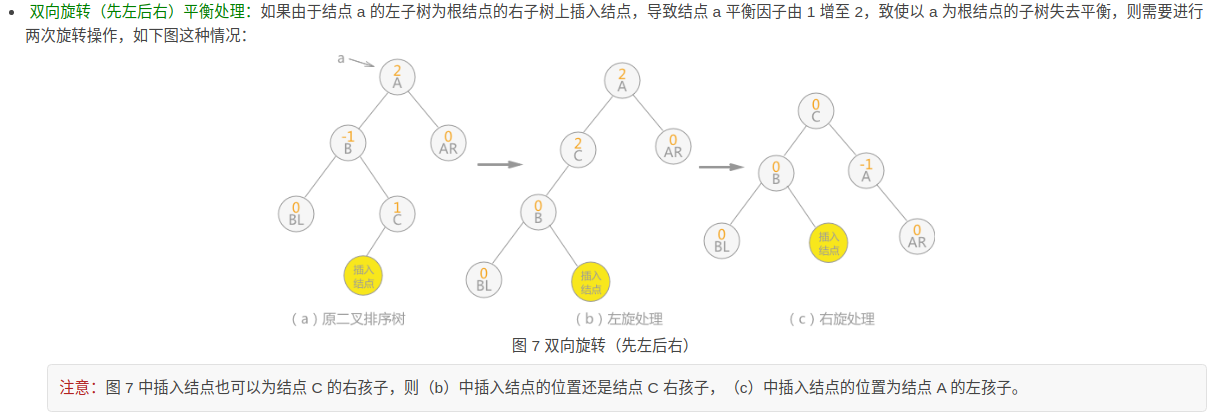 双向旋转（先左后右）平衡处理：如果由于结点 a 的左子树为根结点的右子树上插入结点，导致结点 a 平衡因子由 1 增至 2，致使以 a 为根结点的子树失去平衡，则需要进行
两次旋转操作，如下图这种情况：
a
2
A
-1
B
0
AR
0
BL
1
C
插入
结点
(a)原二叉排序树
2
A
2
C
0
AR
0
B
0
BL
插入
结点
(b)左旋处理
0
C
0
B
-1
A
0
BL
插入
结点
0
AR
(c)右旋处理
图 7 双向旋转（先左后右）
注意：图 7 中插入结点也可以为结点 C 的右孩子，则（b）中插入结点的位置还是结点 C 右孩子，（c）中插入结点的位置为结点 A 的左孩子。